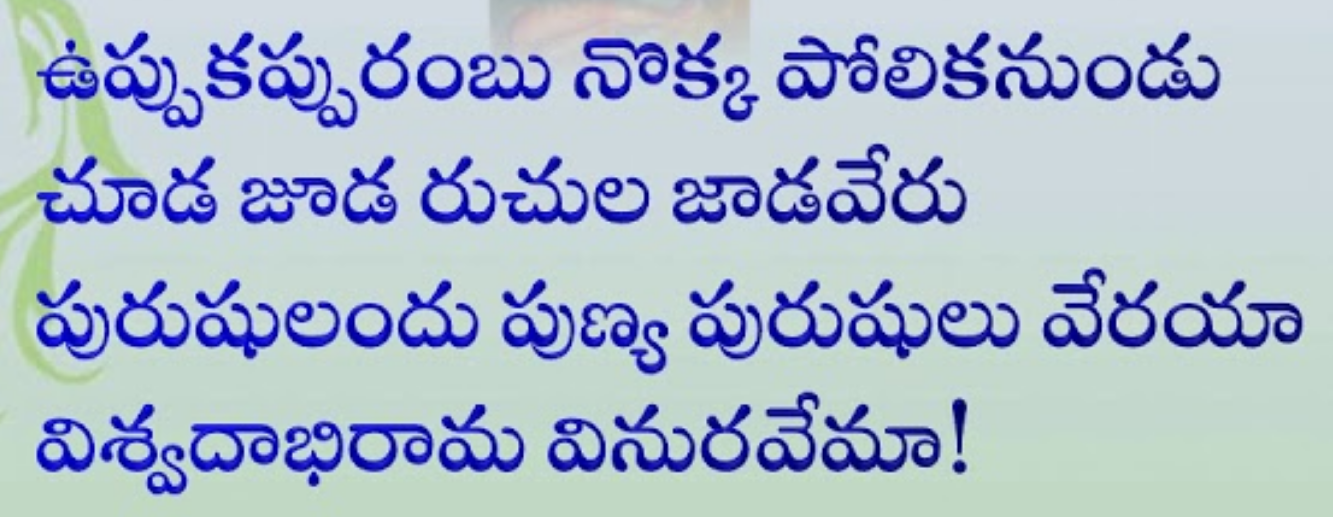 ఉప్పుకప్పురంబు నొక్క పోలికనుండు
చూడ జూడ రుచుల జాడవేరు
పురుషులందు పుణ్య పురుషులు వేరయా
విశ్వదాభిరామ వినురవేమా!